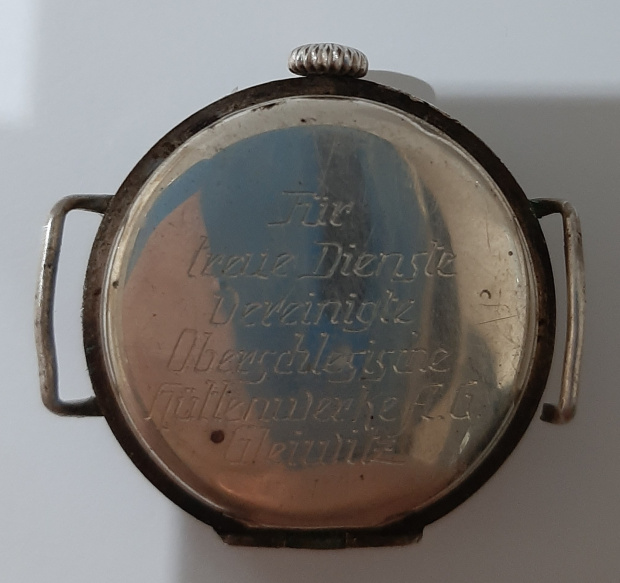 Für
treue Dienste
Vereinigte
Oberschlesische
Hüttenwerke A.G.
Gleiwitz